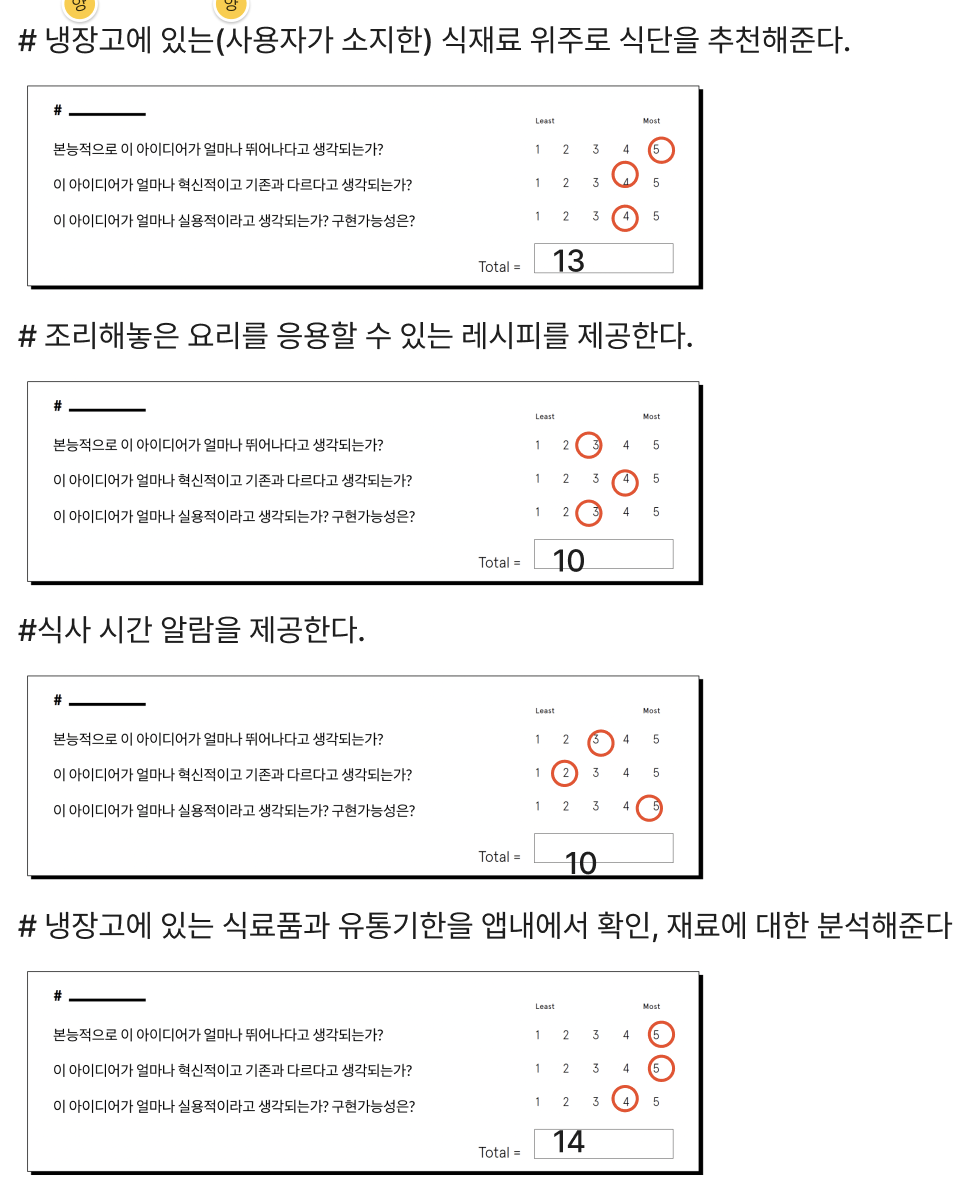 양 양
# 냉장고에 있는(사용자가 소지한) 식재료 위주로 식단을 추천해준다.
#
Least Most
본능적으로 이 아이디어가 얼마나 뛰어나다고 생각되는가? 1 2 3 4 5
이 아이디어가 얼마나 혁신적이고 기존과 다르다고 생각되는가? 1 2 3 4 5
이 아이디어가 얼마나 실용적이라고 생각되는가? 구현가능성은? 1 2 3 4 5
Total = 13
# 조리해놓은 요리를 응용할 수 있는 레시피를 제공한다.
#
Least Most
본능적으로 이 아이디어가 얼마나 뛰어나다고 생각되는가? 1 2 3 4 5
이 아이디어가 얼마나 혁신적이고 기존과 다르다고 생각되는가? 1 2 3 4 5
이 아이디어가 얼마나 실용적이라고 생각되는가? 구현가능성은? 1 2 3 4 5
Total = 10
#식사 시간 알람을 제공한다.
#
Least Most
본능적으로 이 아이디어가 얼마나 뛰어나다고 생각되는가? 1 2 3 4 5
이 아이디어가 얼마나 혁신적이고 기존과 다르다고 생각되는가? 1 2 3 4 5
이 아이디어가 얼마나 실용적이라고 생각되는가? 구현가능성은? 1 2 3 4 5
Total = 10
# 냉장고에 있는 식료품과 유통기한을 앱내에서 확인, 재료에 대한 분석해준다
#
Least Most
본능적으로 이 아이디어가 얼마나 뛰어나다고 생각되는가? 1 2 3 4 5
이 아이디어가 얼마나 혁신적이고 기존과 다르다고 생각되는가? 1 2 3 4 5
이 아이디어가 얼마나 실용적이라고 생각되는가? 구현가능성은? 1 2 3 4 5
Total = 14